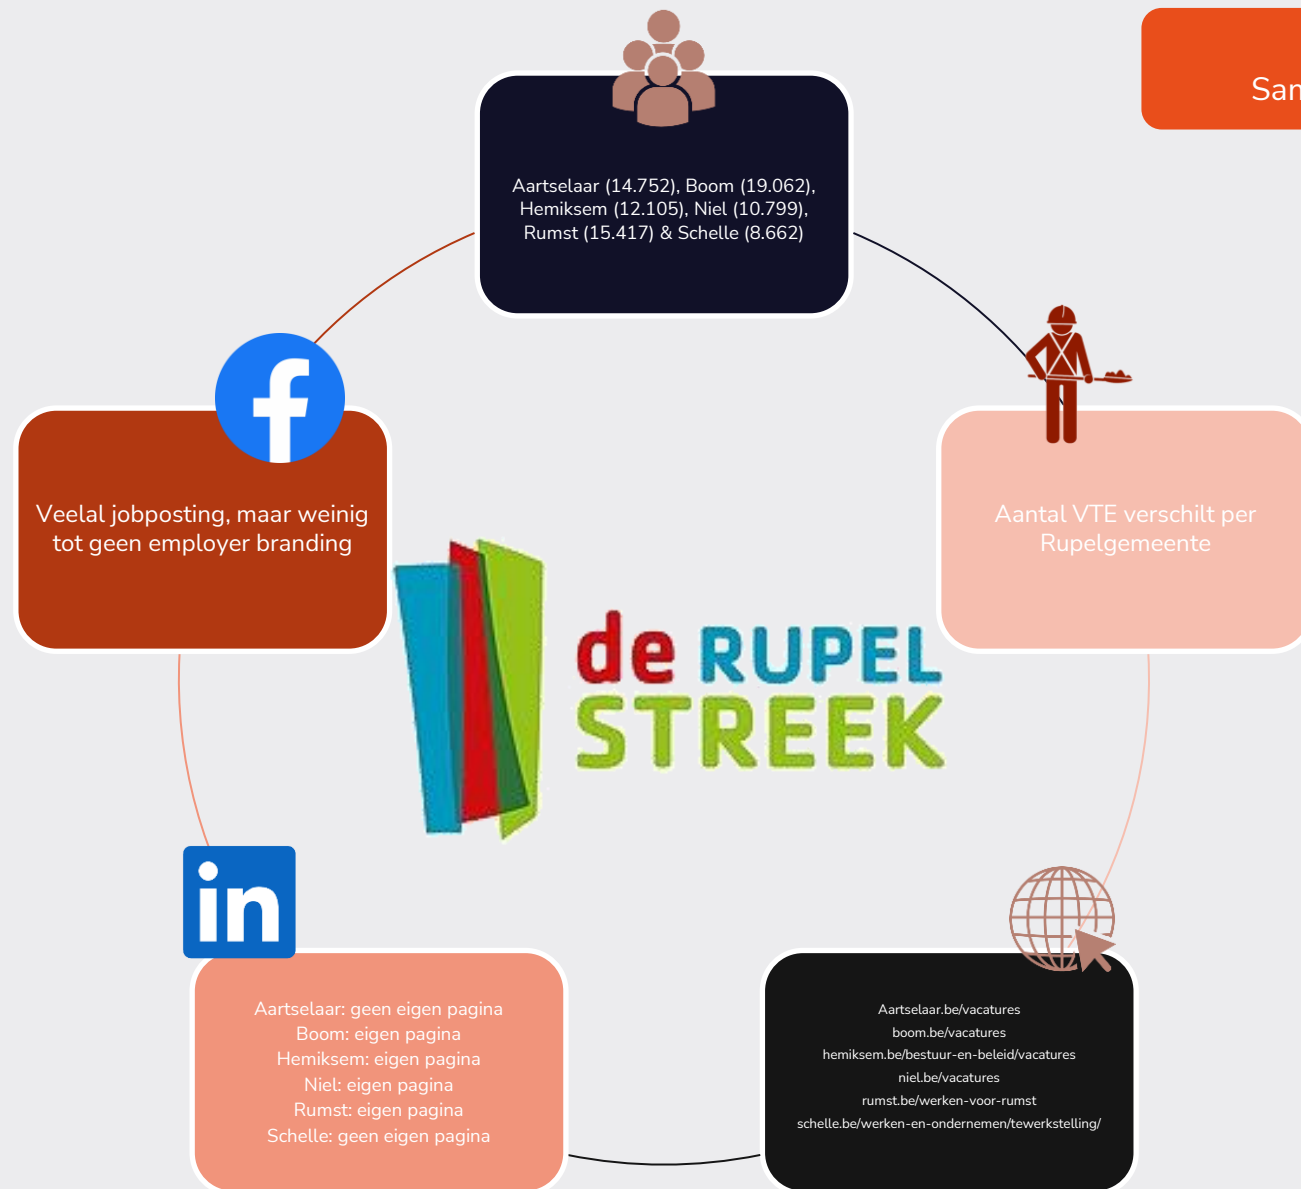 San
Aartselaar (14.752), Boom (19.062),
Hemiksem (12.105), Niel (10.799),
Rumst (15.417) & Schelle (8.662)
Veelal jobposting, maar weinig
tot geen employer branding
Aantal VTE verschilt per
Rupelgemeente
de RUPEL
STREEK
in
Aartselaar: geen eigen pagina
Boom: eigen pagina
Hemiksem: eigen pagina
Niel: eigen pagina
Rumst: eigen pagina
Schelle: geen eigen pagina
Aartselaar.be/vacatures
boom.be/vacatures
hemiksem.be/bestuur-en-beleid/vacatures
niel.be/vacatures
rumst.be/werken-voor-rumst
schelle.be/werken-en-ondernemen/tewerkstelling/